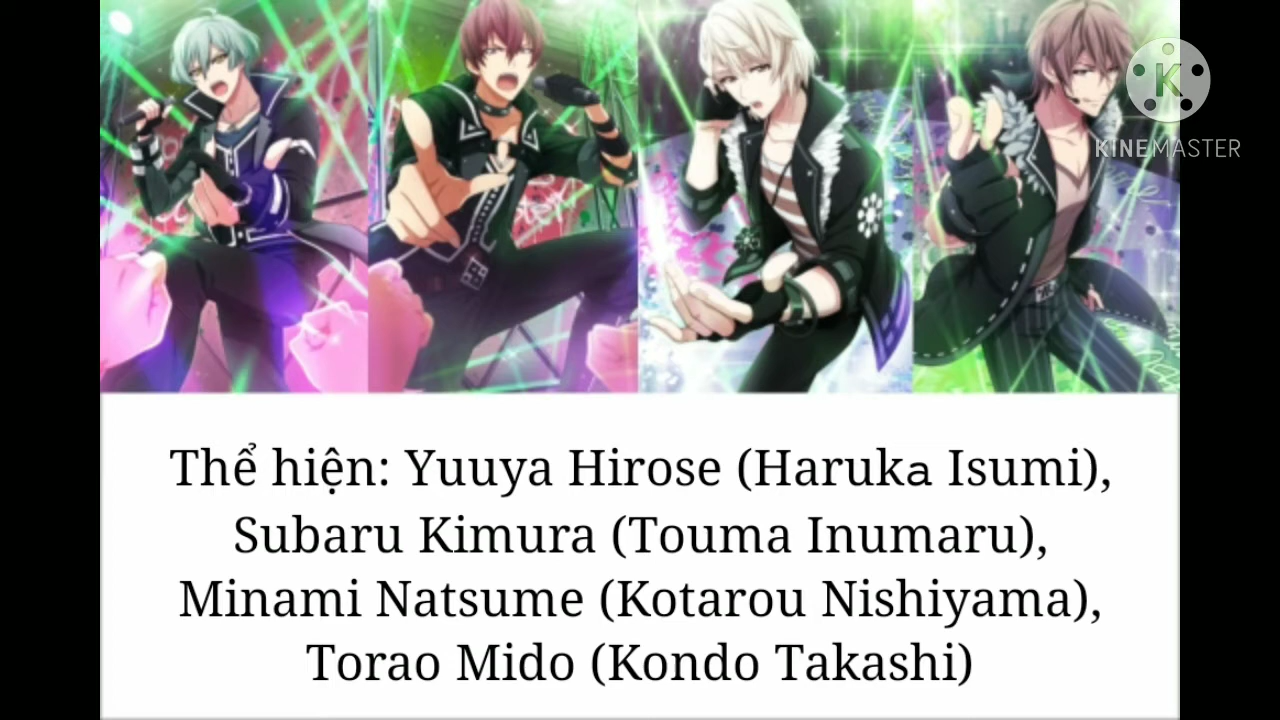 K
KINEMASTER
Thể hiện: Yuuya Hirose (Haruka Isumi),
Subaru Kimura (Touma Inumaru),
Minami Natsume (Kotarou Nishiyama),
Torao Mido (Kondo Takashi)